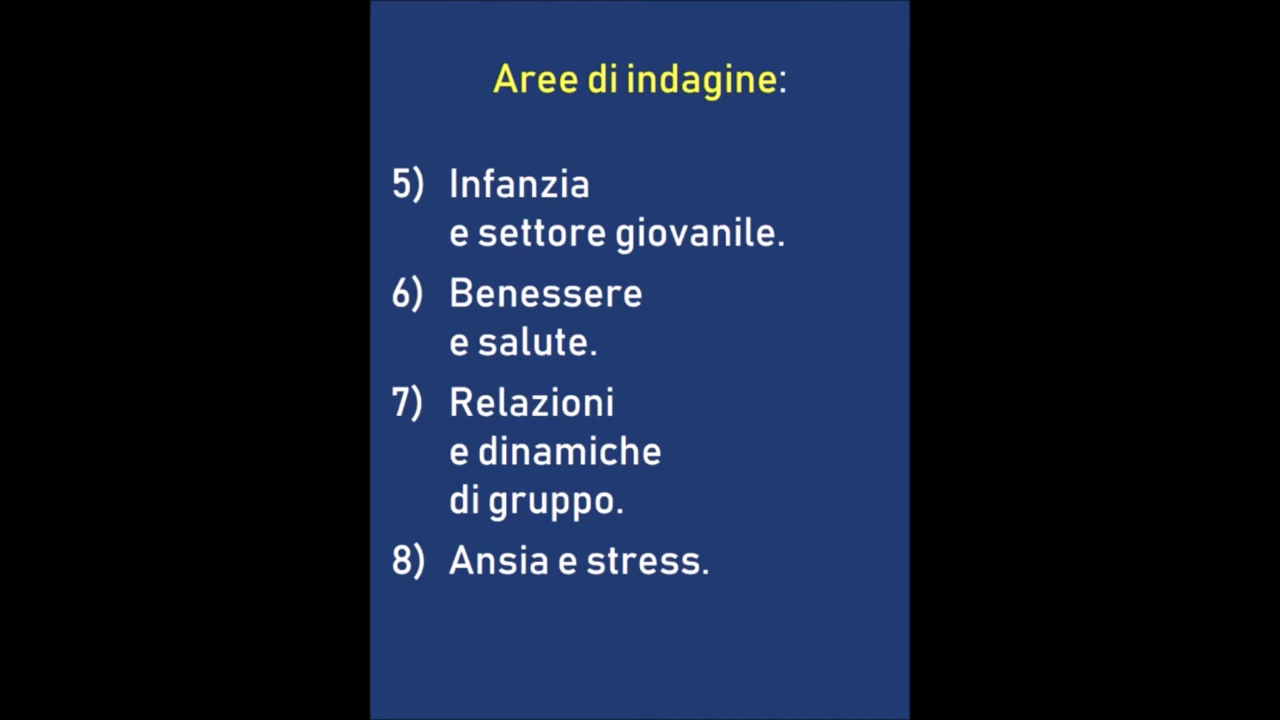 Aree di indagine:
5) Infanzia
e settore giovanile.
6) Benessere
e salute.
7) Relazioni
e dinamiche
di gruppo.
8) Ansia e stress.